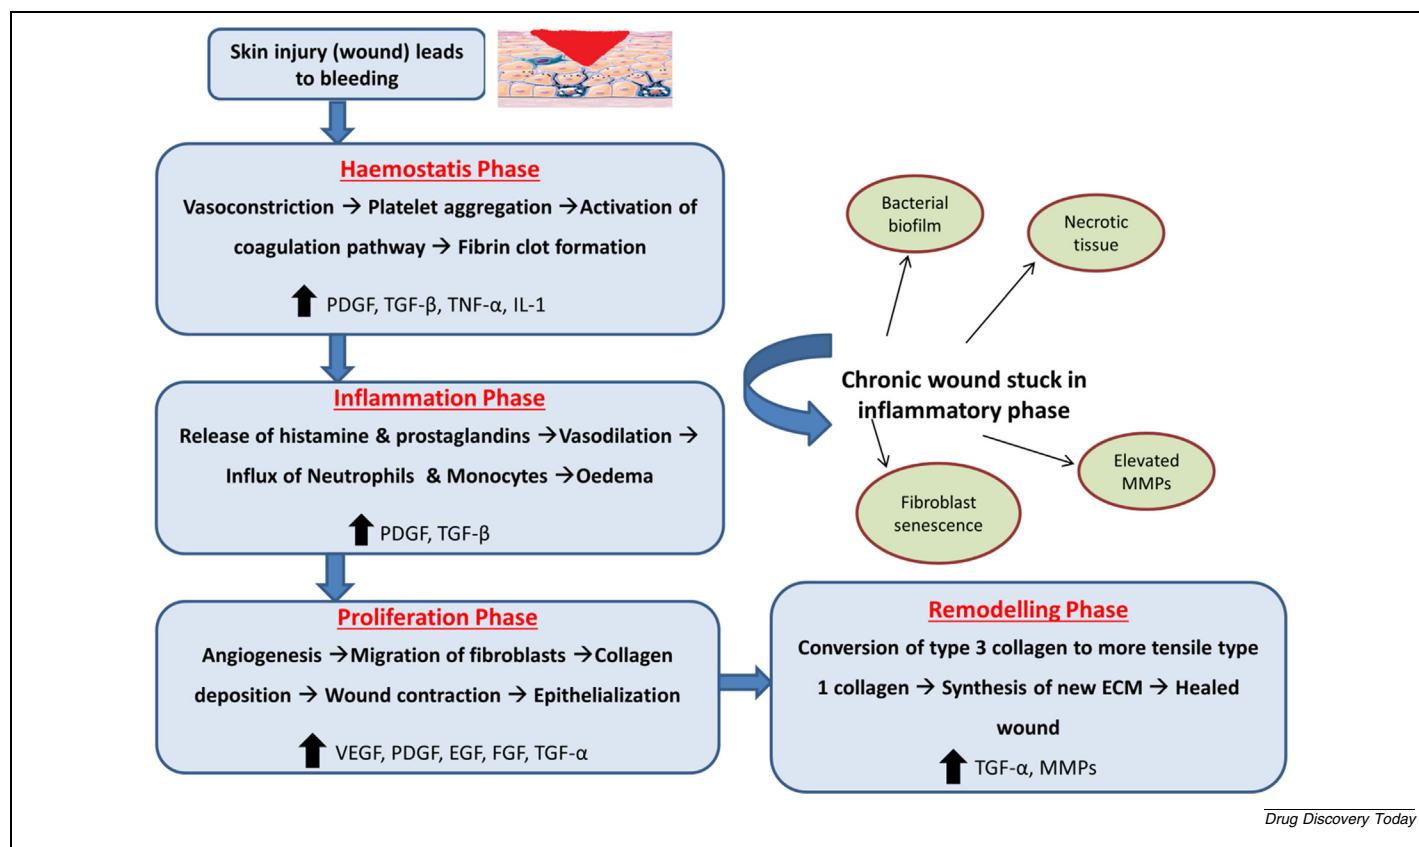 Skin injury (wound) leads
to bleeding
Haemostatis Phase
Vasoconstriction → Platelet aggregation →Activation of
coagulation pathway → Fibrin clot formation
PDGF, TGF-β, TNF-α, IL-1
Inflammation Phase
Release of histamine & prostaglandins →Vasodilation →
Influx of Neutrophils & Monocytes →Oedema
PDGF, TGF-β
Proliferation Phase
Angiogenesis →Migration of fibroblasts →Collagen
deposition → Wound contraction → Epithelialization
VEGF, PDGF, EGF, FGF, TGF-α
Bacterial
biofilm
Necrotic
tissue
Chronic wound stuck in
inflammatory phase
Elevated
MMPs
Fibroblast
senescence
Remodelling Phase
Conversion of type 3 collagen to more tensile type
1 collagen → Synthesis of new ECM → Healed
wound
TGF-α, MMPs
Drug Discovery Today